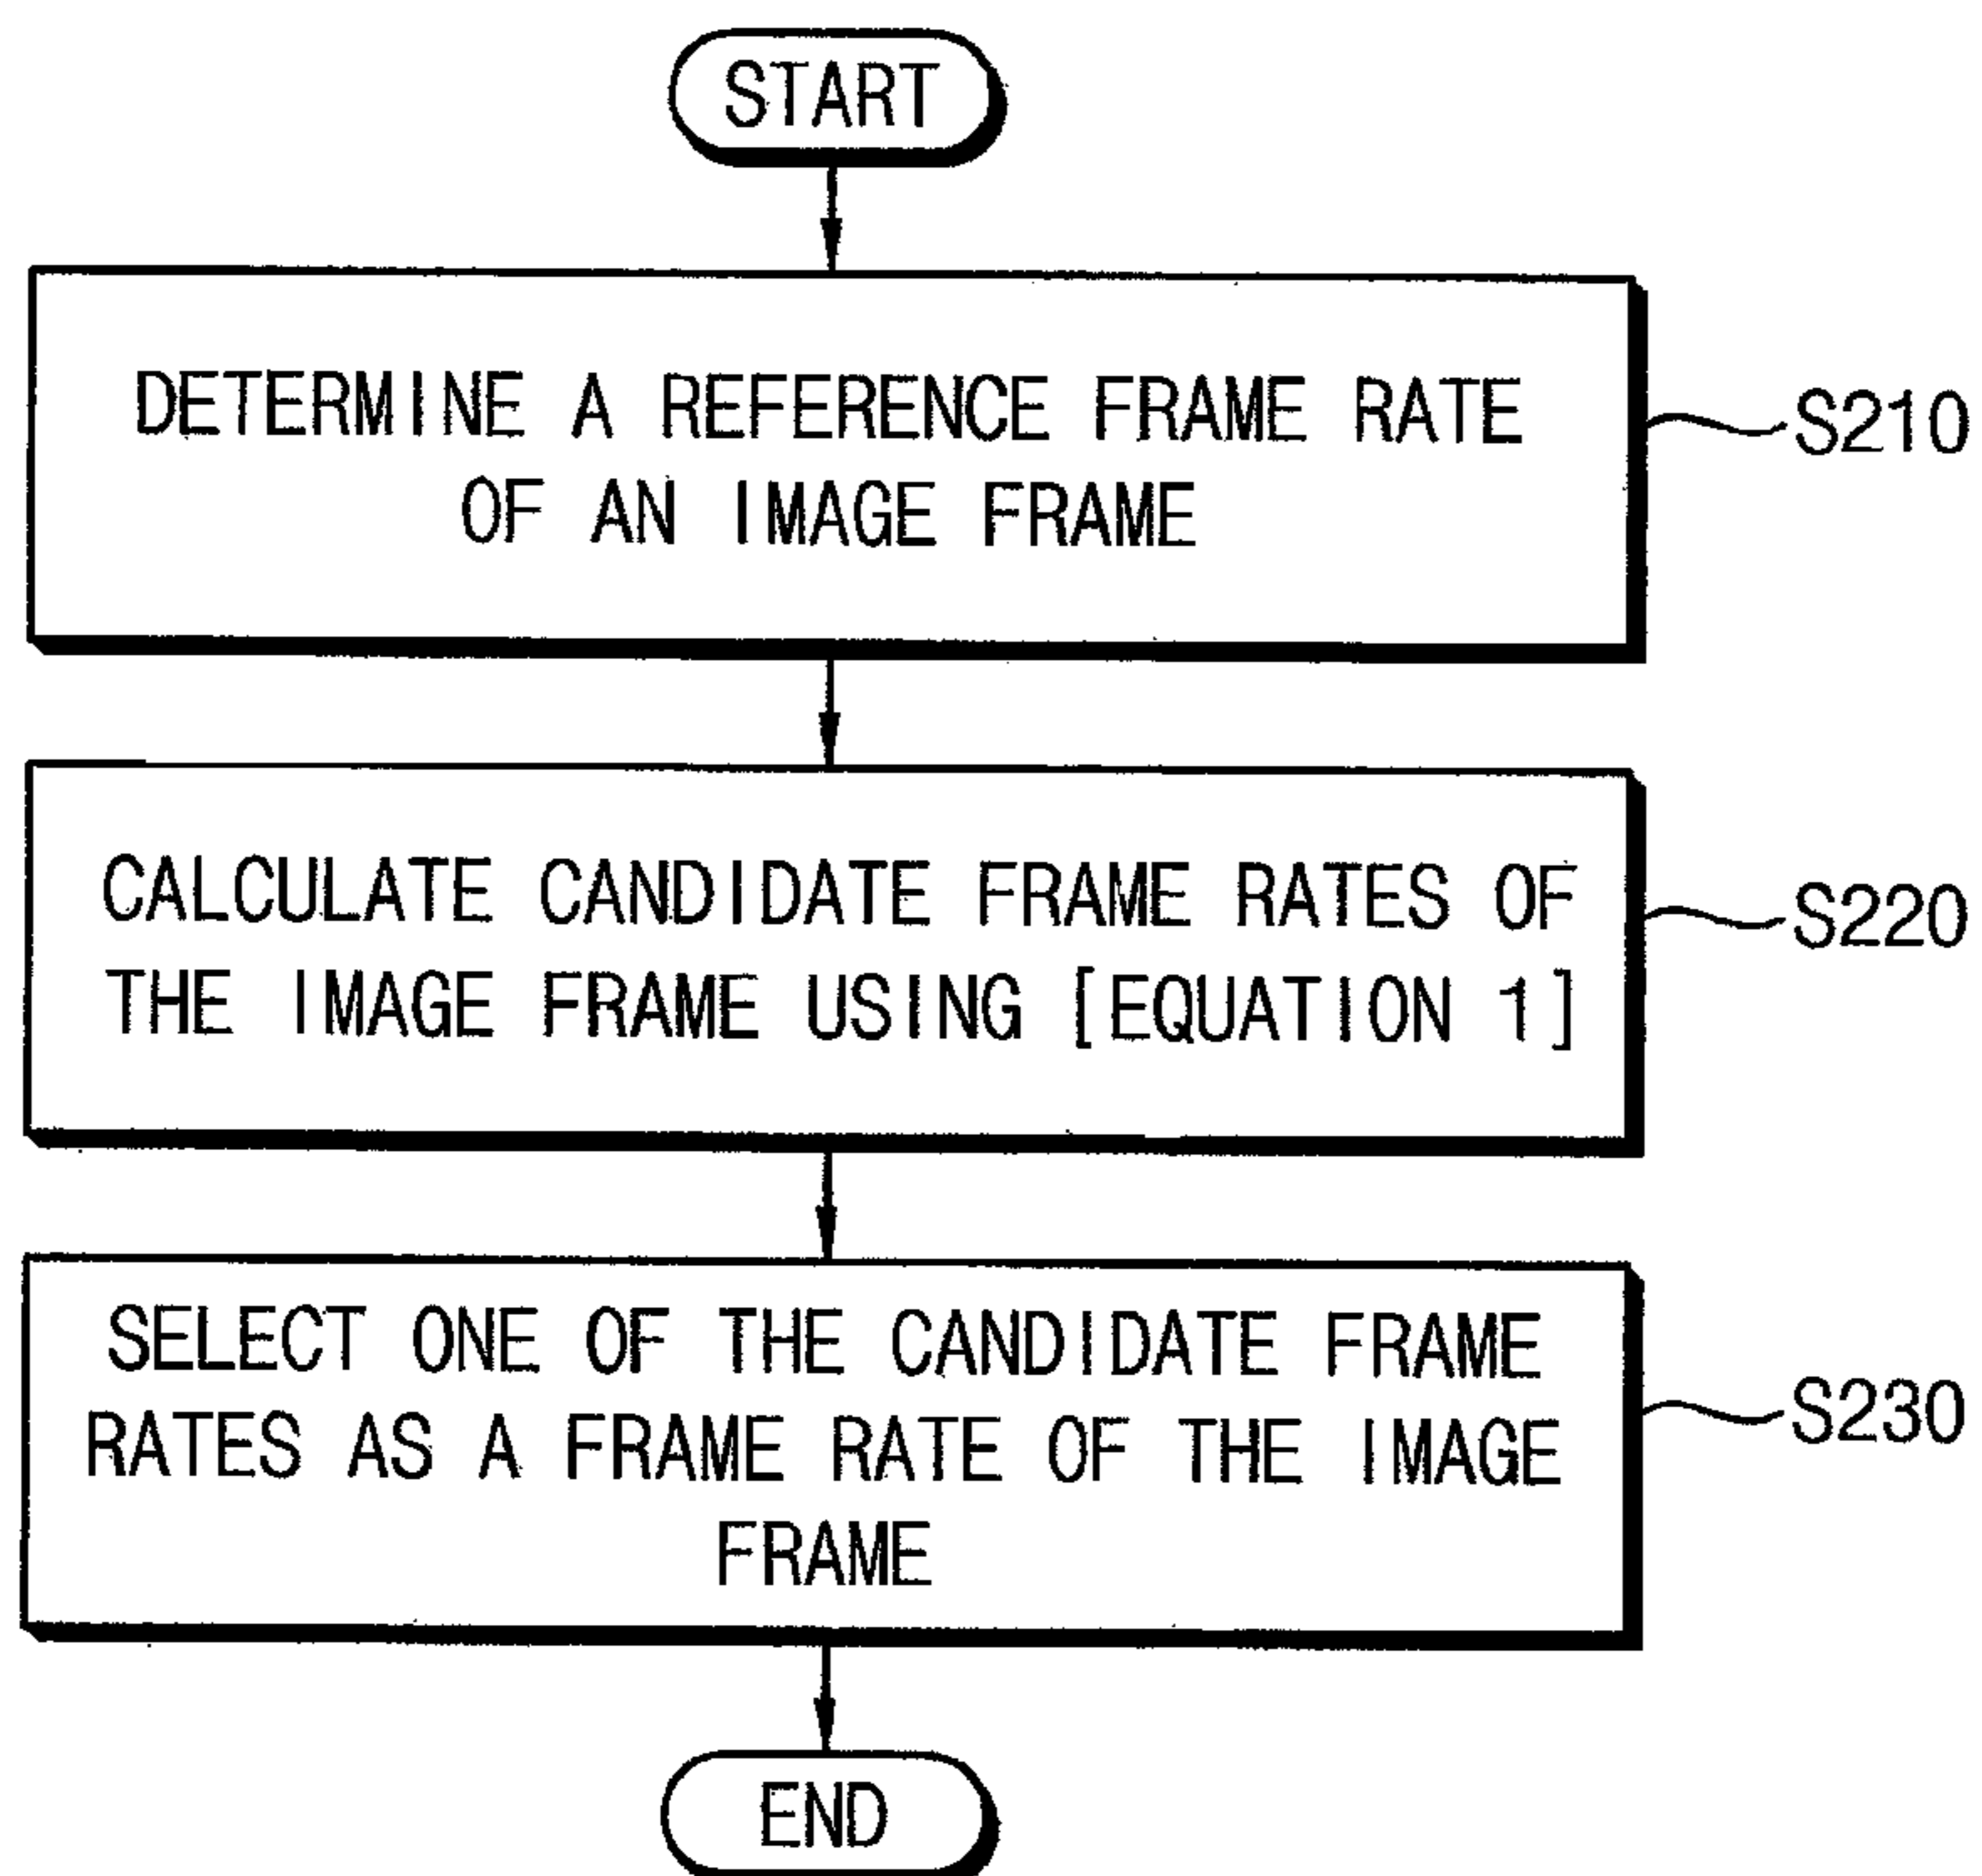 START
DETERMINE A REFERENCE FRAME RATE
OF AN IMAGE FRAME
S210
CALCULATE CANDIDATE FRAME RATES OF
THE IMAGE FRAME USING [EQUATION 1]
S220
SELECT ONE OF THE CANDIDATE FRAME
RATES AS A FRAME RATE OF THE IMAGE
FRAME
S230
END